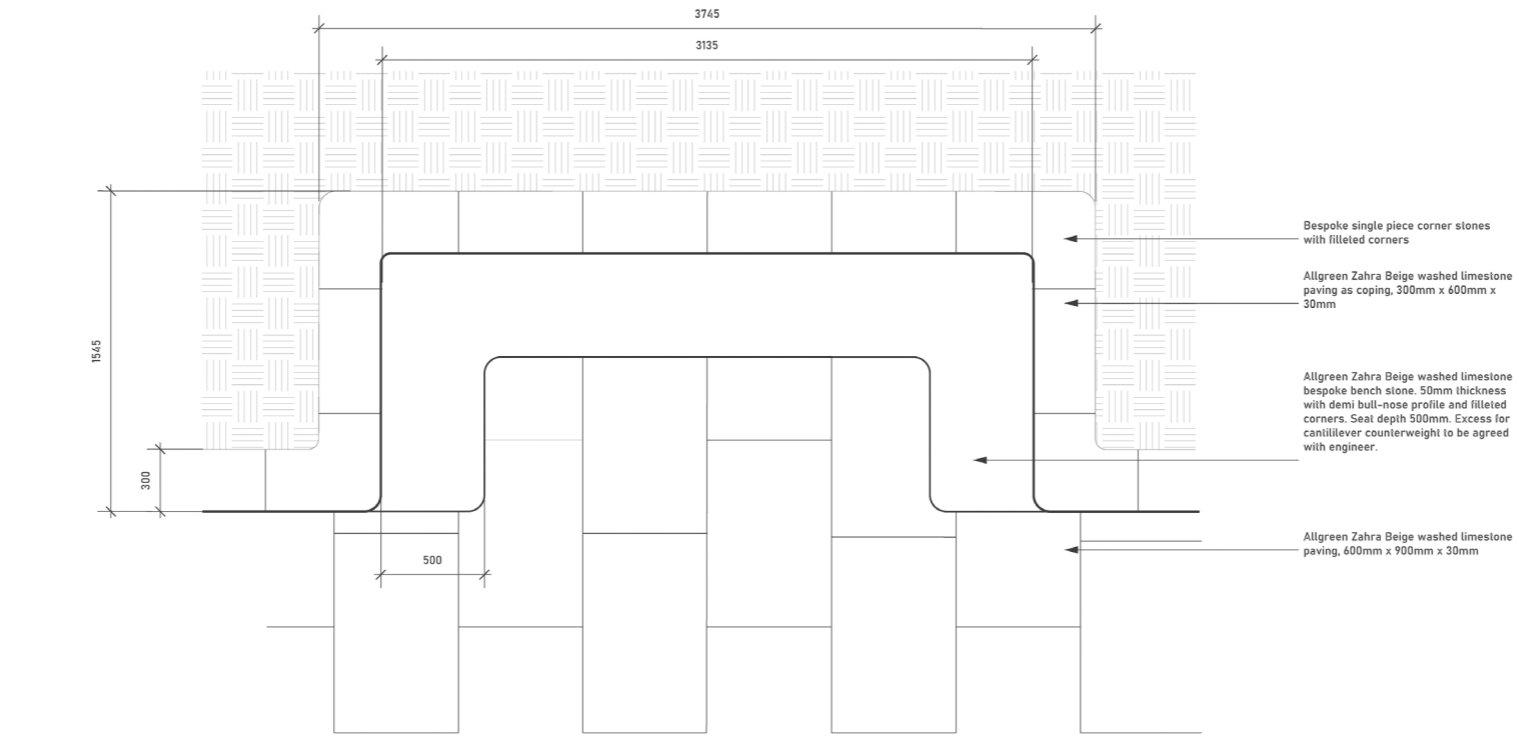 3745
3135
Bespoke single piece corner stones
with filleted corners
Allgreen Zahra Beige washed limestone
paving as coping, 300mm x 600mm x
30mm
1545
Allgreen Zahra Beige washed limestone
bespoke bench stone. 50mm thickness
with demi bull-nose profile and filleted
corners. Seat depth 500mm. Excess for
cantililever counterweight to be agreed
with engineer.
300
Allgreen Zahra Beige washed limestone
paving, 600mm x 900mm x 30mm
500